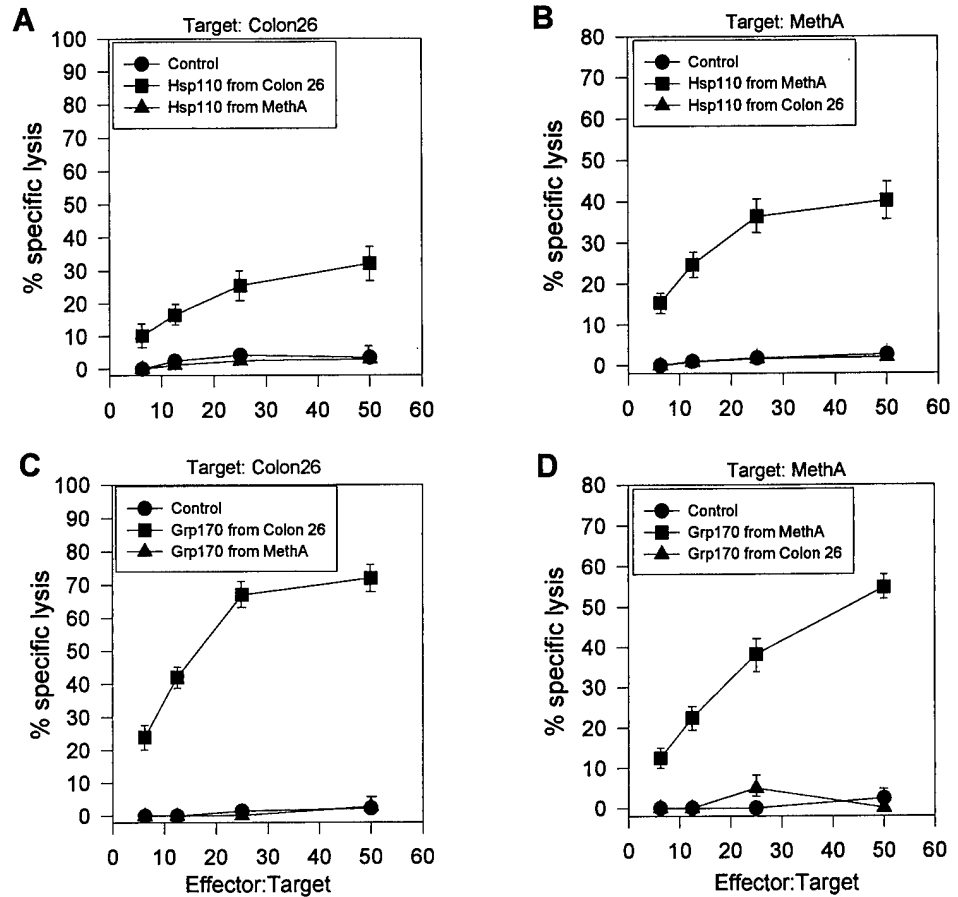 A
Target: Colon26
100
90
80
70
60
50
40
30
20
10
0
% specific lysis
Control
Hsp110 from Colon 26
Hsp110 from MethA
0 10 20 30 40 50 60
B
Target: MethA
80
70
60
50
40
30
20
10
0
% specific lysis
Control
Hsp110 from MethA
Hsp110 from Colon 26
0 10 20 30 40 50 60
C
Target: Colon26
100
90
80
70
60
50
40
30
20
10
0
% specific lysis
Control
Grp170 from Colon 26
Grp170 from MethA
0 10 20 30 40 50 60
Effector:Target
D
Target: MethA
80
70
60
50
40
30
20
10
0
% specific lysis
Control
Grp170 from MethA
Grp170 from Colon 26
0 10 20 30 40 50 60
Effector:Target